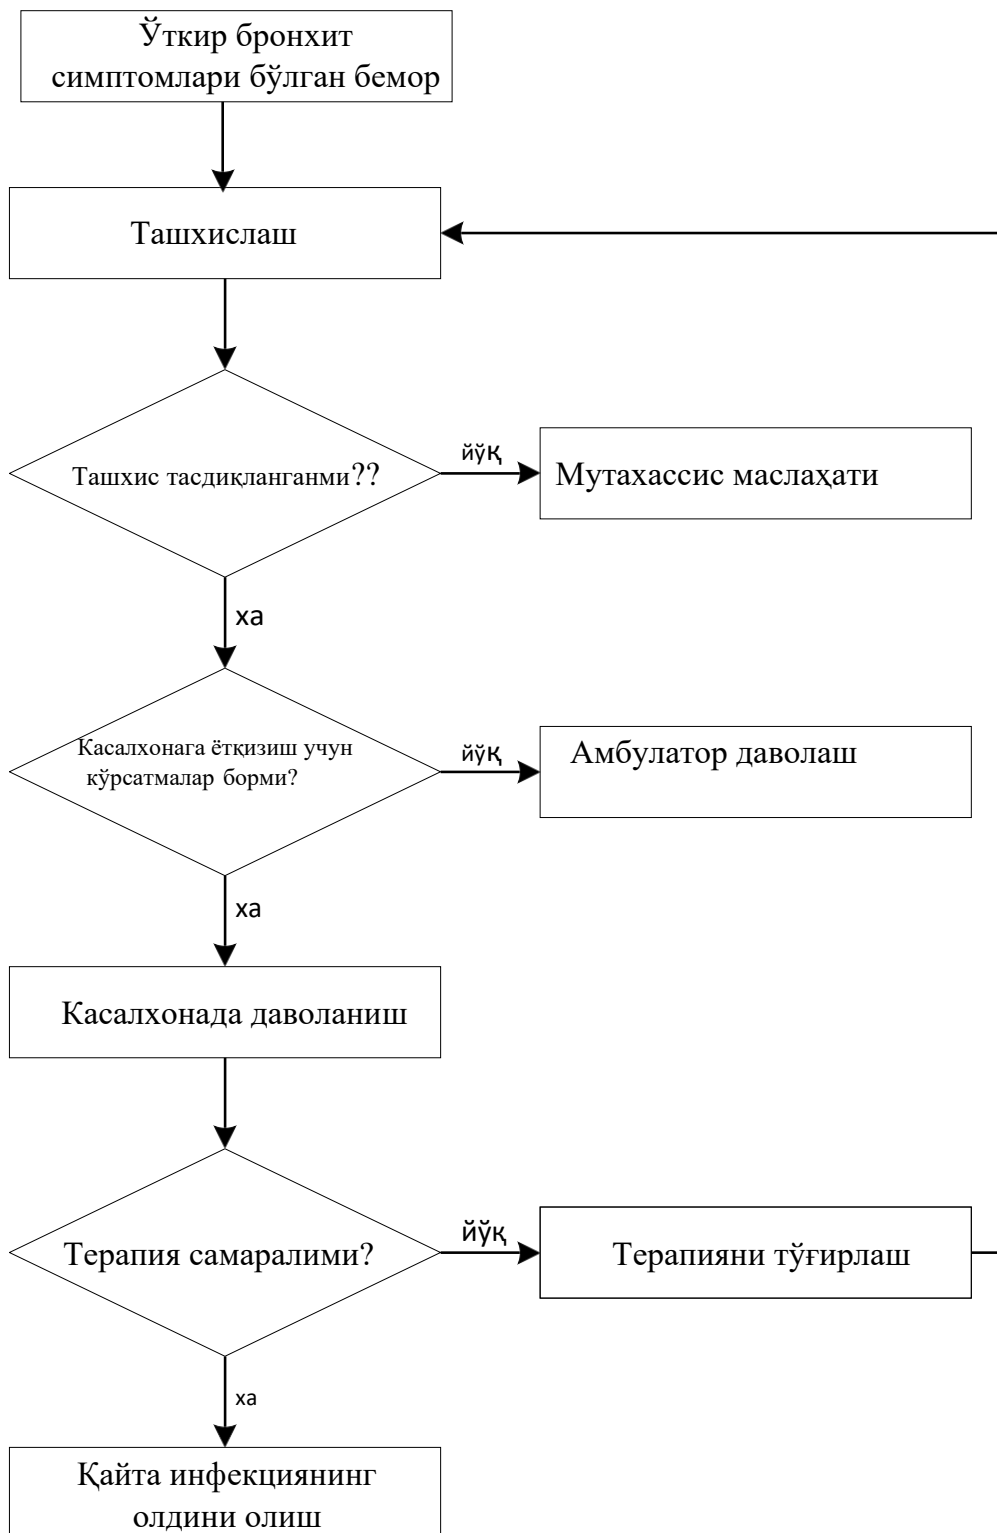 Ўткир бронхит
симптомлари бўлган бемор
Ташхислаш
Ташхис тасдиқланганми??
йўқ
Мутахассис маслаҳати
ха
Касалхонага ётқизиш учун
кўрсатмалар борми?
йўқ
Амбулатор даволаш
ха
Касалхонада даволаниш
Терапия самаралими?
йўқ
Терапияни тўғирлаш
ха
Қайта инфекциянинг
олдини олиш